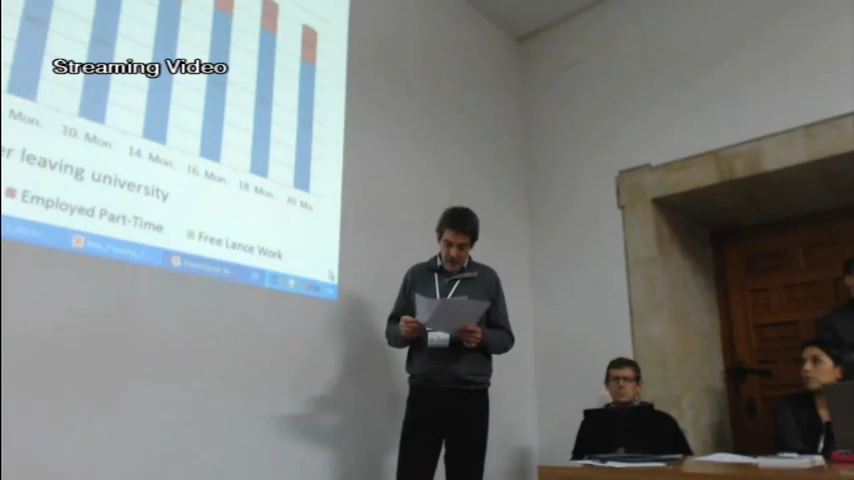 Streaming Video
Mon. 10. Mon. 14. Mon. 16. Mon. 18. Mon. 20. Mo
er leaving university
Employed Part-Time Free Lance Work